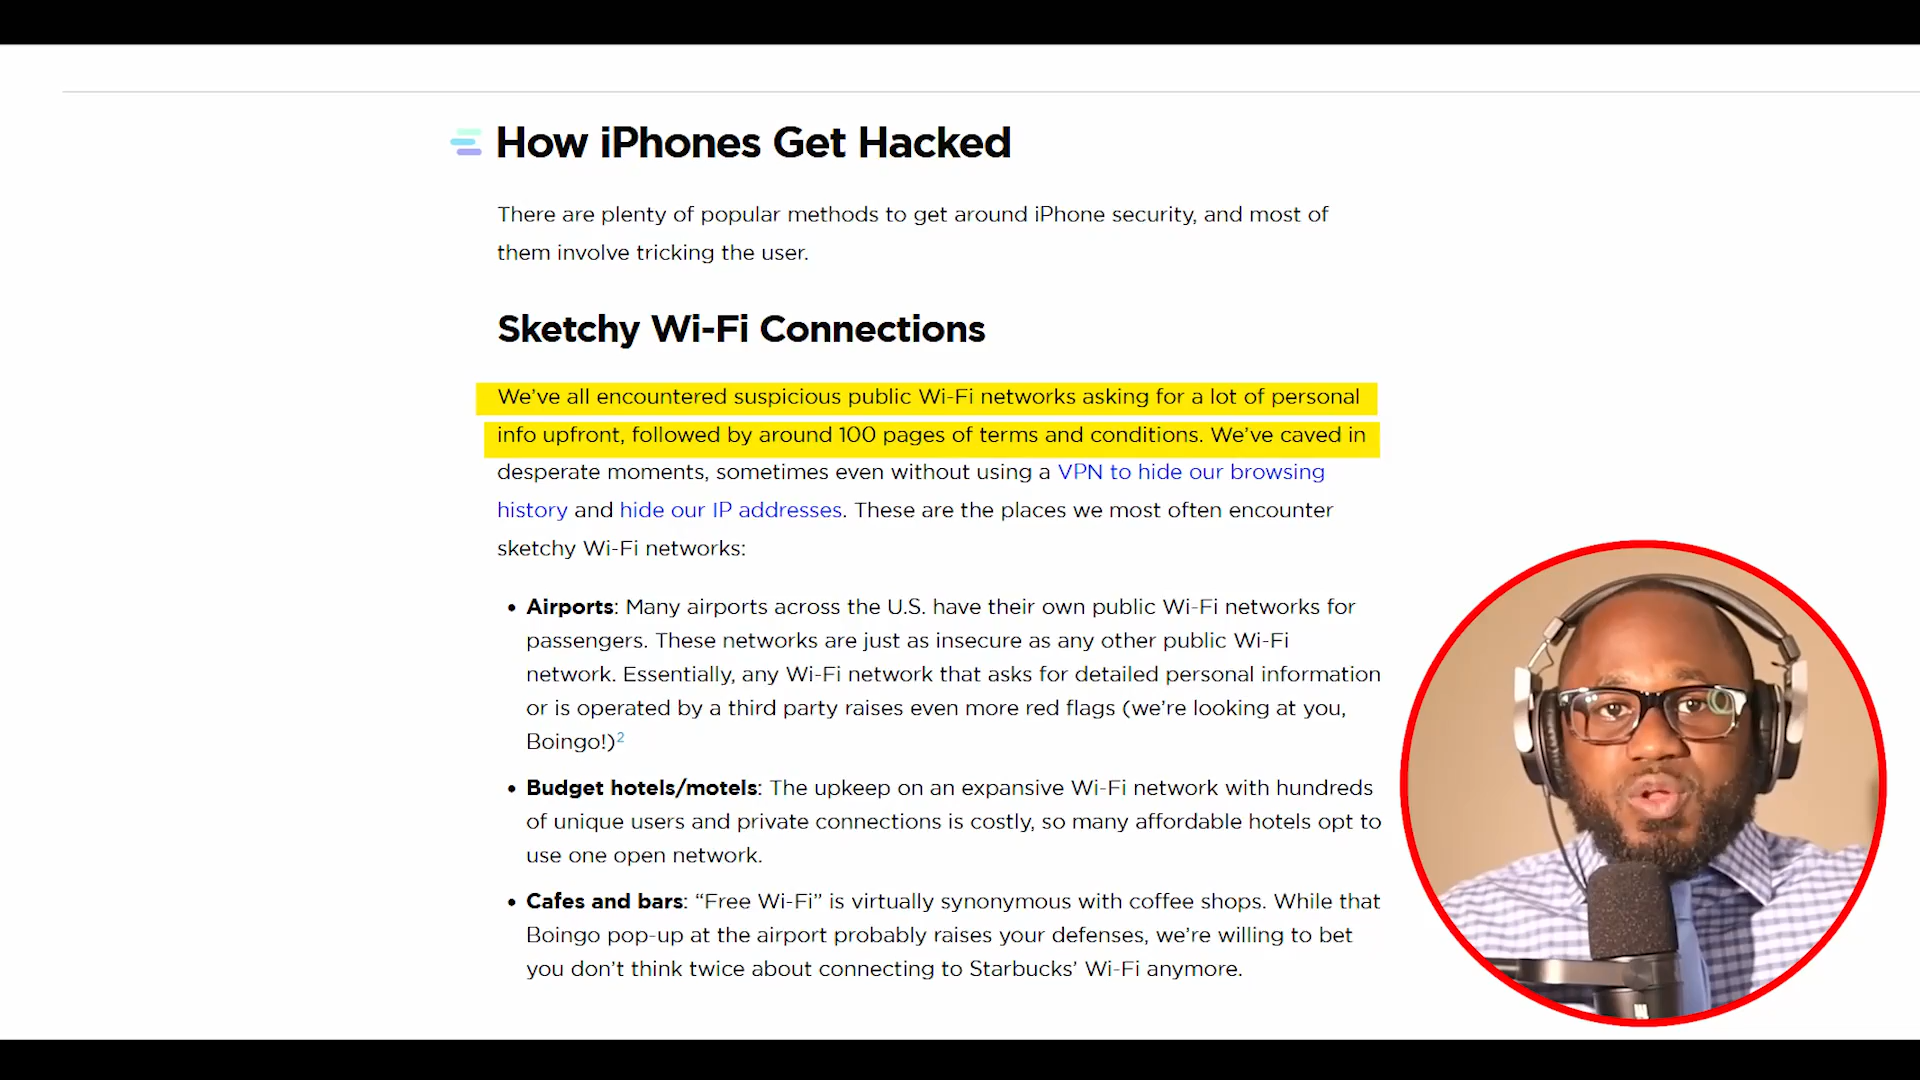 How iPhones Get Hacked
There are plenty of popular methods to get around iPhone security, and most of
them involve tricking the user.
Sketchy Wi-Fi Connections
We’ve all encountered suspicious public Wi-Fi networks asking for a lot of personal
info upfront, followed by around 100 pages of terms and conditions. We’ve caved in
desperate moments, sometimes even without using a VPN to hide our browsing
history and hide our IP addresses. These are the places we most often encounter
sketchy Wi-Fi networks:
• Airports: Many airports across the U.S. have their own public Wi-Fi networks for
passengers. These networks are just as insecure as any other public Wi-Fi
network. Essentially, any Wi-Fi network that asks for detailed personal information
or is operated by a third party raises even more red flags (we’re looking at you,
Boingo!)2
• Budget hotels/motels: The upkeep on an expansive Wi-Fi network with hundreds
of unique users and private connections is costly, so many affordable hotels opt to
use one open network.
• Cafes and bars: “Free Wi-Fi” is virtually synonymous with coffee shops. While that
Boingo pop-up at the airport probably raises your defenses, we’re willing to bet
you don’t think twice about connecting to Starbucks’ Wi-Fi anymore.